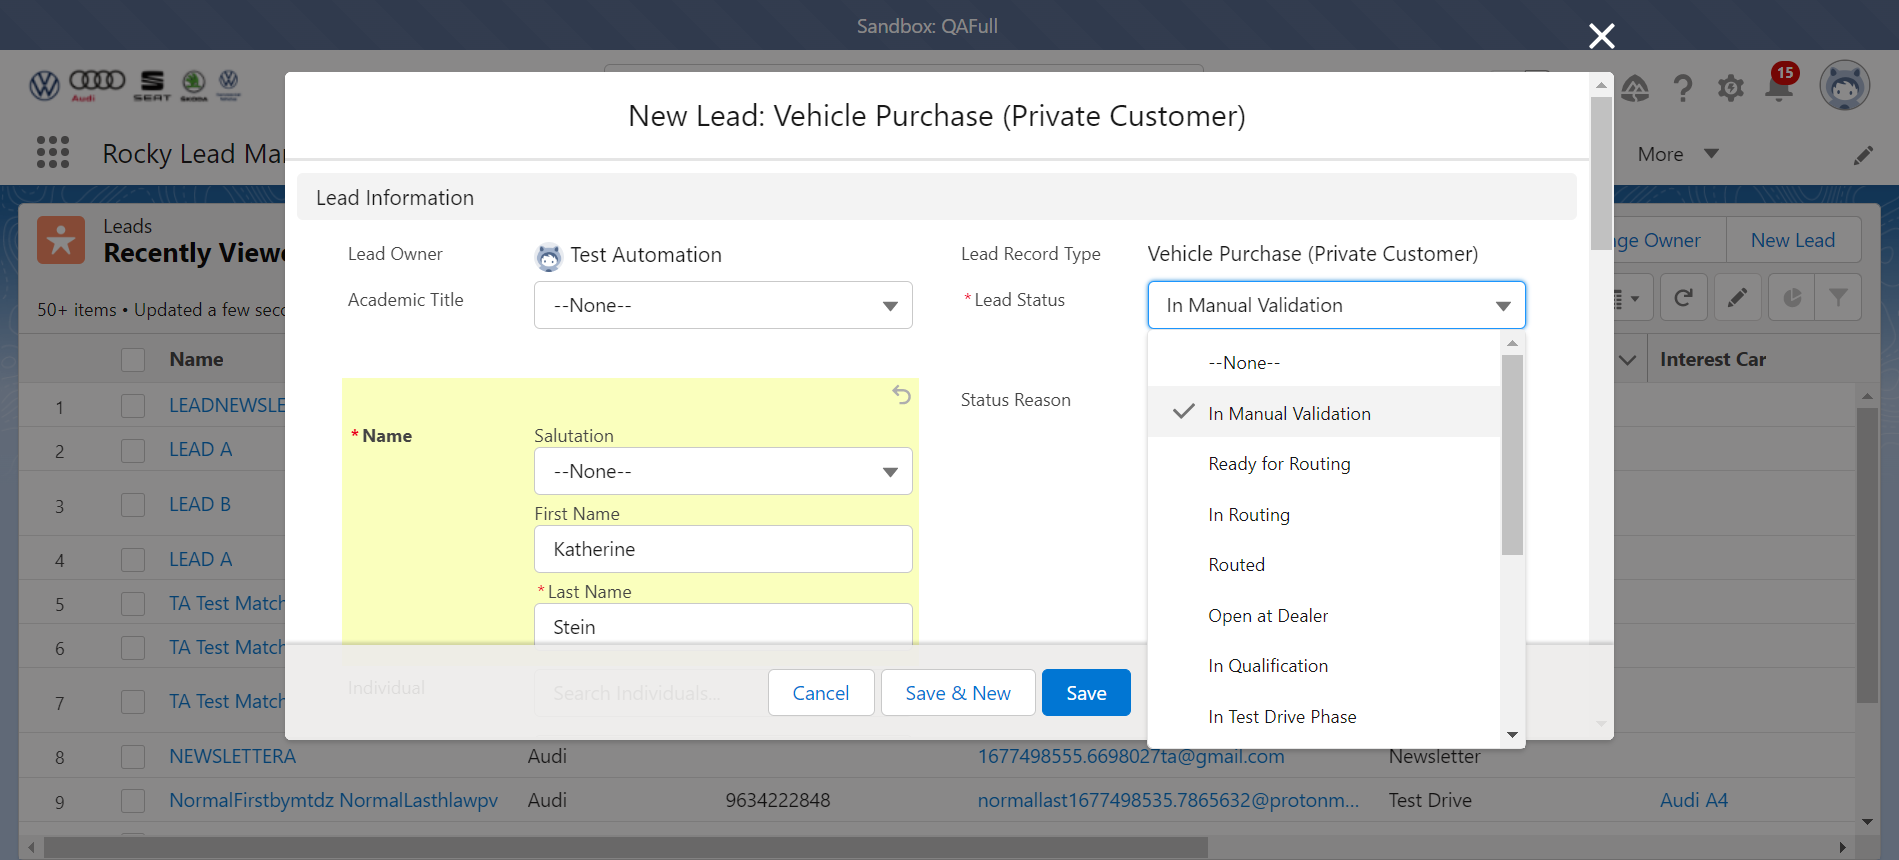 Sandbox: QAFull
Audi
SEAT
SKODA
15
Rocky Lead Mar
More
New Lead: Vehicle Purchase (Private Customer)
Lead Information
Leads
Recently Viewe
ge Owner
New Lead
Lead Owner
Test Automation
Lead Record Type
Vehicle Purchase (Private Customer)
Academic Title
--None--
*Lead Status
In Manual Validation
50+ items • Updated a few seco
Name
Interest Car
--None--
In Manual Validation
Ready for Routing
In Routing
Routed
Open at Dealer
In Qualification
In Test Drive Phase
Status Reason
*Name
Salutation
--None--
First Name
Katherine
*Last Name
Stein
Individual
Search Individuals...
Cancel
Save & New
Save
1 LEADNEWSLE
2 LEAD A
3 LEAD B
4 LEAD A
5 TA Test Match
6 TA Test Match
7 TA Test Match
8 NEWSLETTERA Audi 1677498555.6698027ta@gmail.com Newsletter
9 NormalFirstbymtdz NormalLasthlawpv Audi 9634222848 normallast1677498535.7865632@protonm... Test Drive Audi A4